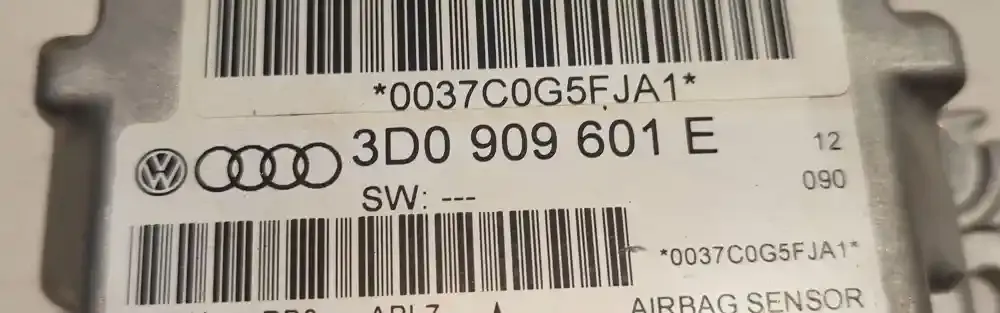 *0037C0G5FJA1*
3D0 909 601 E
12
SW: ---
090
*0037C0G5FJA1*
AIRBAG SENSOR